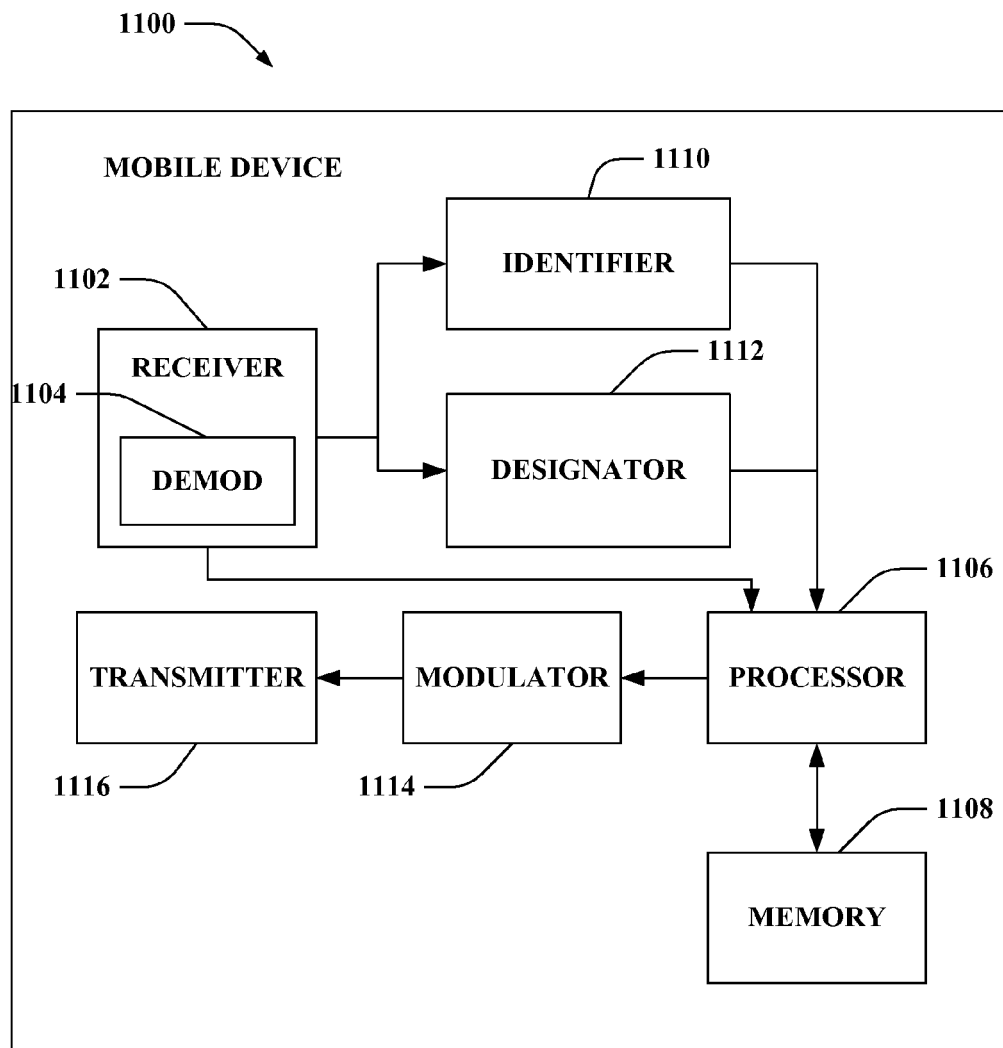 1100
MOBILE DEVICE
1110
IDENTIFIER
1102
RECEIVER
1112
1104
DEMOD
DESIGNATOR
1106
TRANSMITTER
MODULATOR
PROCESSOR
1116
1114
1108
MEMORY